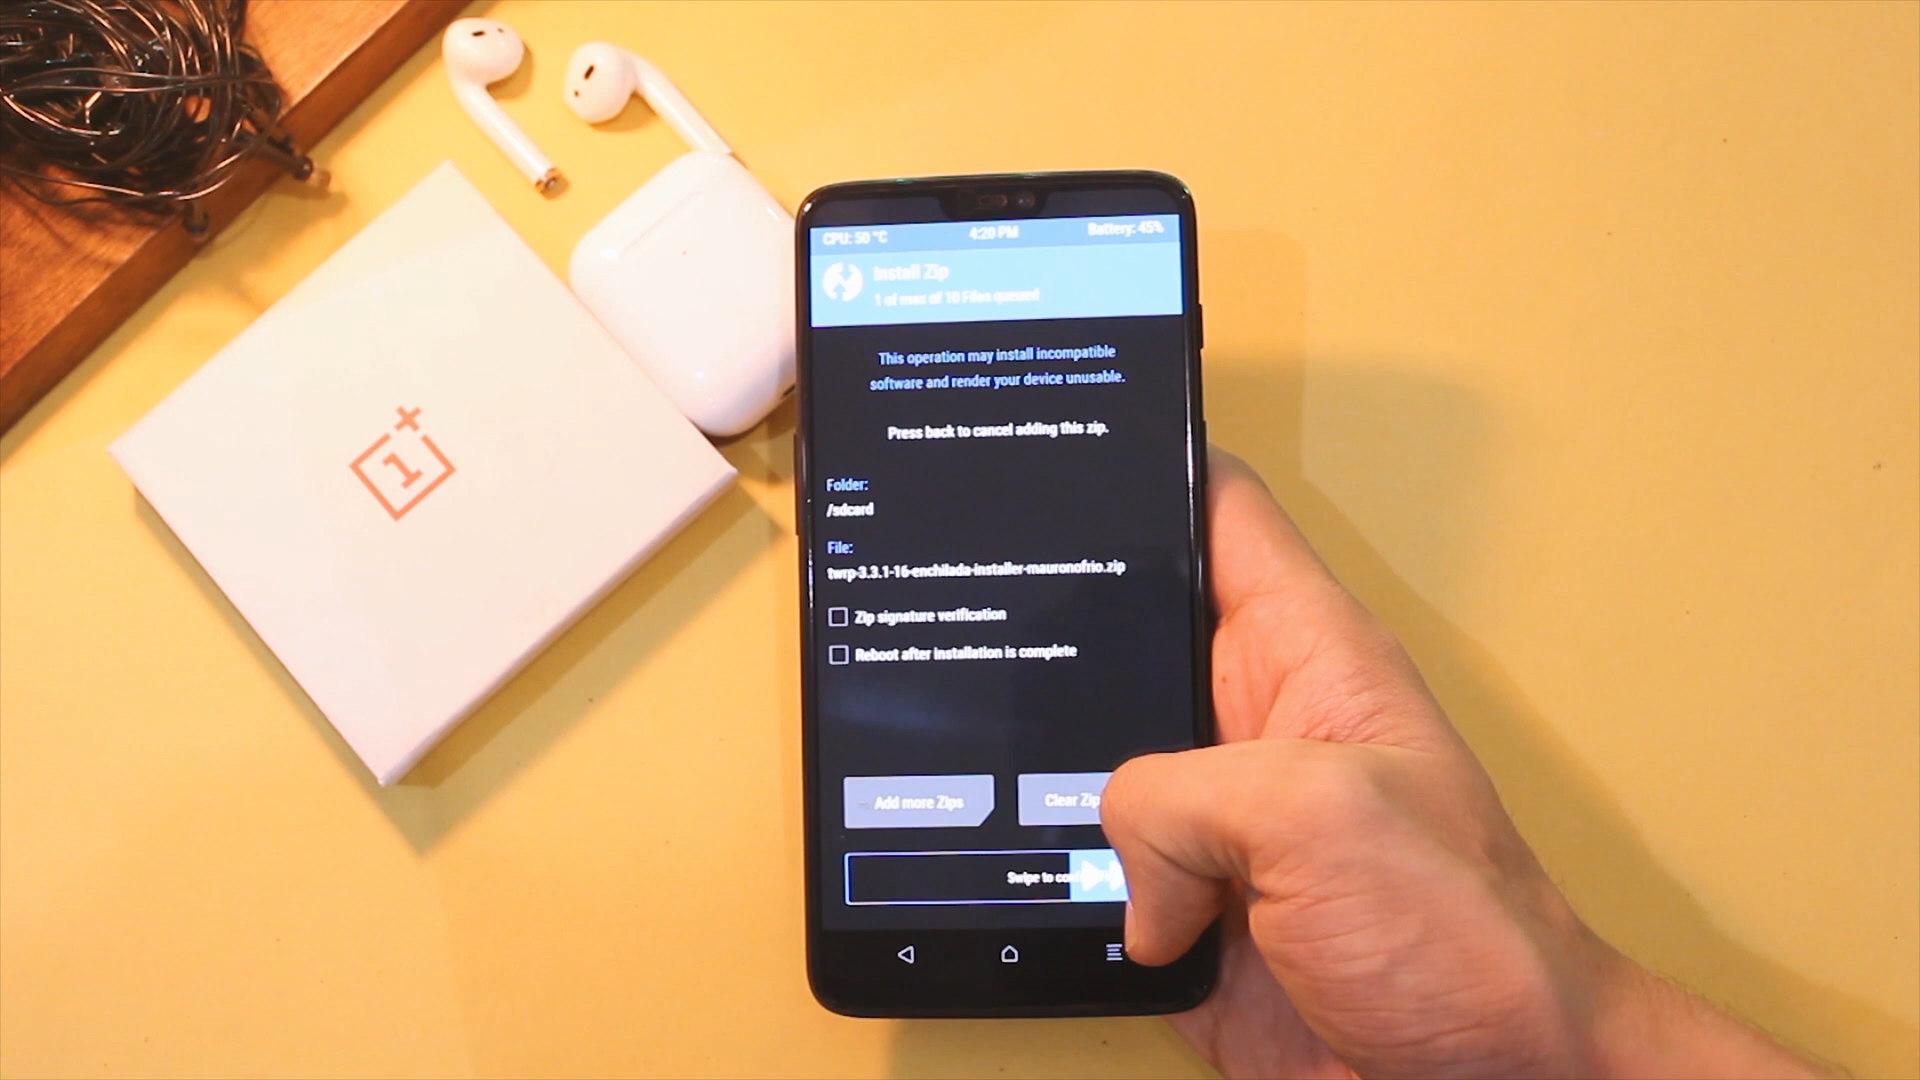 CPU: 50 °C 4:20 PM Battery: 45%
Install Zip
1 of max of 10 Files queued
This operation may install incompatible
software and render your device unusable.
Press back to cancel adding this zip.
Folder:
/sdcard
File:
twrp-3.3.1-16-enchilada-installer-mauronofrio.zip
Zip signature verification
Reboot after installation is complete
Add more Zips Clear Zip
Swipe to con
1+